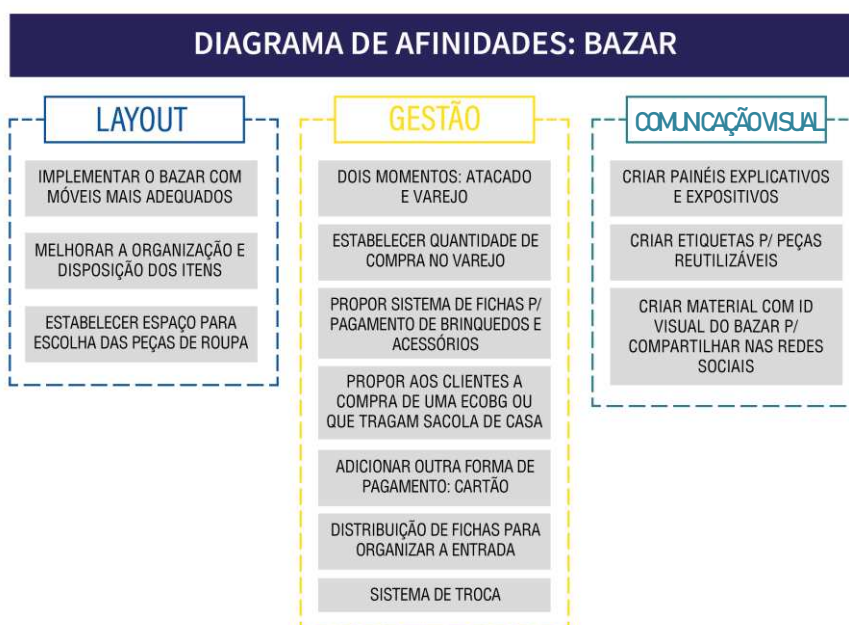 DIAGRAMA DE AFINIDADES: BAZAR
LAYOUT
IMPLEMENTAR O BAZAR COM
MÓVEIS MAIS ADEQUADOS
MELHORAR A ORGANIZAÇÃO E
DISPOSIÇÃO DOS ITENS
ESTABELECER ESPAÇO PARA
ESCOLHA DAS PEÇAS DE ROUPA
GESTÃO
DOIS MOMENTOS: ATACADO
E VAREJO
ESTABELECER QUANTIDADE DE
COMPRA NO VAREJO
PROPOR SISTEMA DE FICHAS P/
PAGAMENTO DE BRINQUEDOS E
ACESSÓRIOS
PROPOR AOS CLIENTES A
COMPRA DE UMA ECOBG OU
QUE TRAGAM SACOLA DE CASA
ADICIONAR OUTRA FORMA DE
PAGAMENTO: CARTÃO
DISTRIBUIÇÃO DE FICHAS PARA
ORGANIZAR A ENTRADA
SISTEMA DE TROCA
COMUNICAÇÃO VISUAL
CRIAR PAINÉIS EXPLICATIVOS
E EXPOSITIVOS
CRIAR ETIQUETAS P/ PEÇAS
REUTILIZÁVEIS
CRIAR MATERIAL COM ID
VISUAL DO BAZAR P/
COMPARTILHAR NAS REDES
SOCIAIS